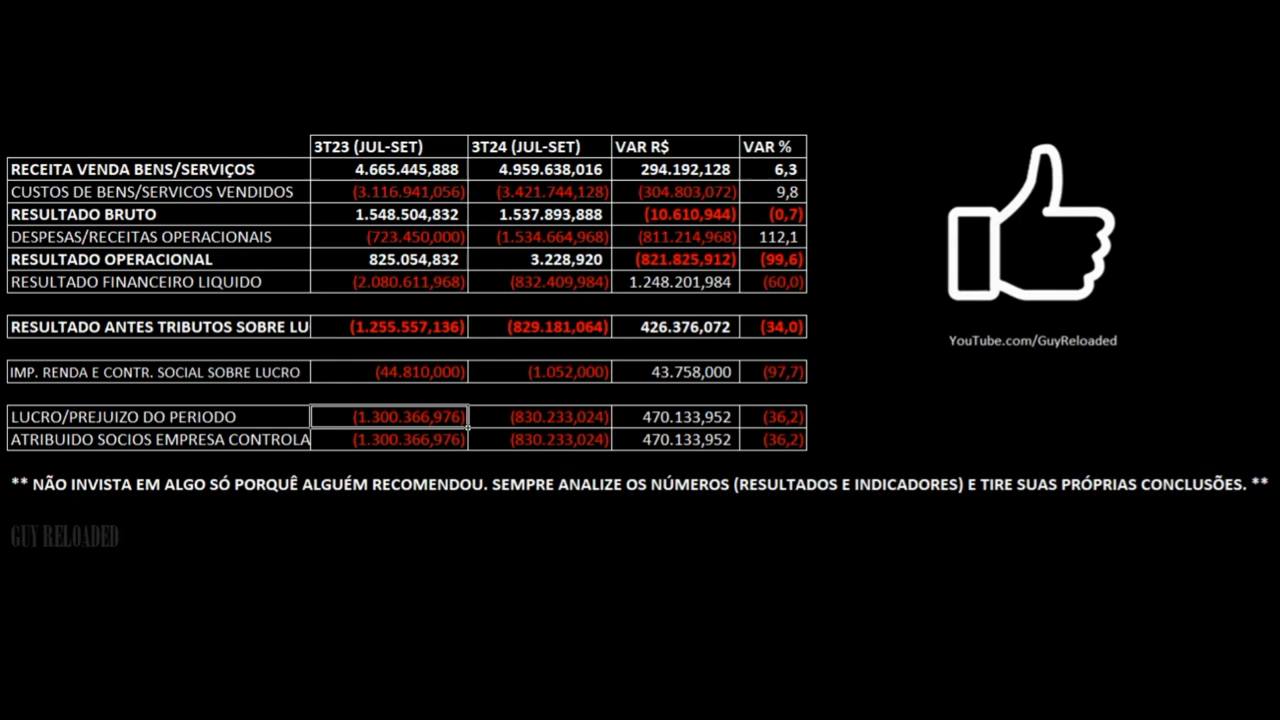 3T23 (JUL-SET) 3T24 (JUL-SET) VAR R$ VAR %
RECEITA VENDA BENS/SERVIÇOS 4.665.445,888 4.959.638,016 294.192,128 6,3
CUSTOS DE BENS/SERVICOS VENDIDOS (3.116.941,056) (3.421.744,128) (304.803,072) 9,8
RESULTADO BRUTO 1.548.504,832 1.537.893,888 (10.610,944) (0,7)
DESPESAS/RECEITAS OPERACIONAIS (723.450,000) (1.534.664,968) (811.214,968) 112,1
RESULTADO OPERACIONAL 825.054,832 3.228,920 (821.825,912) (99,6)
RESULTADO FINANCEIRO LIQUIDO (2.080.611,968) (832.409,984) 1.248.201,984 (60,0)
RESULTADO ANTES TRIBUTOS SOBRE LU (1.255.557,136) (829.181,064) 426.376,072 (34,0)
IMP. RENDA E CONTR. SOCIAL SOBRE LUCRO (44.810,000) (1.052,000) 43.758,000 (97,7)
LUCRO/PREJUIZO DO PERIODO (1.300.366,976) (830.233,024) 470.133,952 (36,2)
ATRIBUIDO SOCIOS EMPRESA CONTROLA (1.300.366,976) (830.233,024) 470.133,952 (36,2)
YouTube.com/GuyReloaded
** NÃO INVISTA EM ALGO SÓ PORQUÊ ALGUÉM RECOMENDOU. SEMPRE ANALIZE OS NÚMEROS (RESULTADOS E INDICADORES) E TIRE SUAS PRÓPRIAS CONCLUSÕES. **
GUY RELOADED